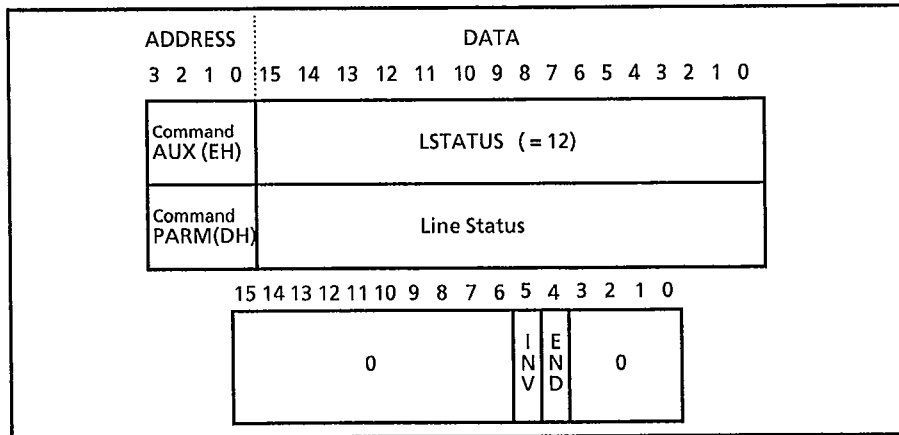 ADDRESS DATA
3 2 1 0 15 14 13 12 11 10 9 8 7 6 5 4 3 2 1 0
Command
AUX (EH)
LSTATUS ( = 12)
Command
PARM(DH)
Line Status
15 14 13 12 11 10 9 8 7 6 5 4 3 2 1 0
0
INV
END
0